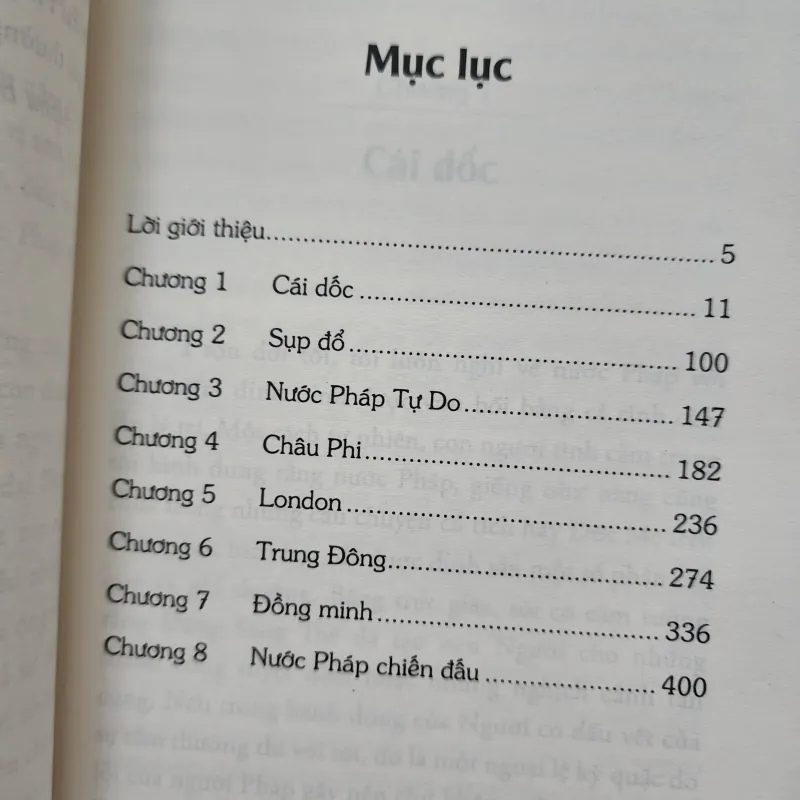 Mục lục
Lời giới thiệu.................................................................5
Chương 1 Cái dốc.................................................11
Chương 2 Sụp đổ.................................................100
Chương 3 Nước Pháp Tự Do...............................147
Chương 4 Châu Phi.............................................182
Chương 5 London................................................236
Chương 6 Trung Đông..........................................274
Chương 7 Đồng minh...........................................336
Chương 8 Nước Pháp chiến đấu.........................400